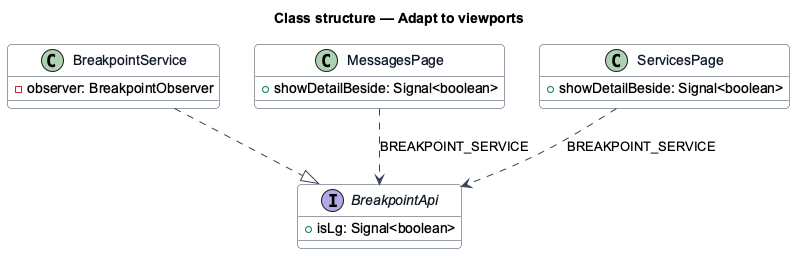 Class structure — Adapt to viewports
C BreakpointService
observer: BreakpointObserver
C MessagesPage
showDetailBeside: Signal<boolean>
C ServicesPage
showDetailBeside: Signal<boolean>
BREAKPOINT_SERVICE
BREAKPOINT_SERVICE
I BreakpointApi
isLg: Signal<boolean>